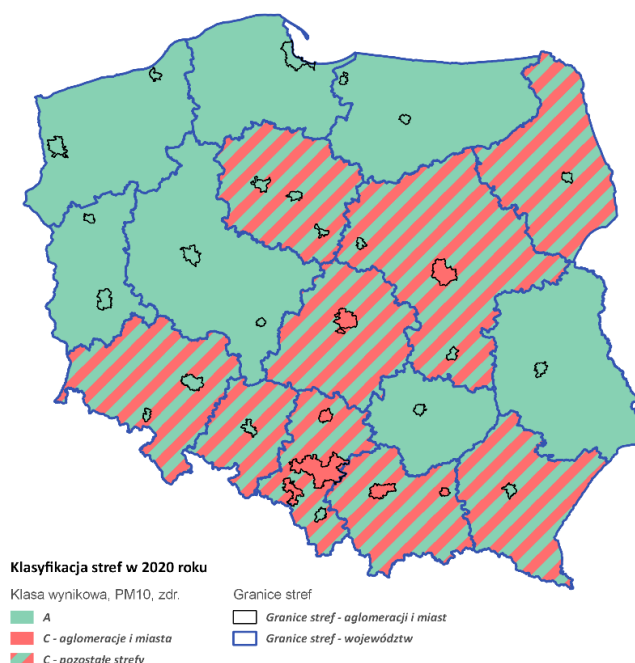 Klasyfikacja stref w 2020 roku
Klasa wynikowa, PM10, zdr.
A
C - aglomeracje i miasta
C - pozostałe strefy
Granice stref
Granice stref - aglomeracji i miast
Granice stref - województw